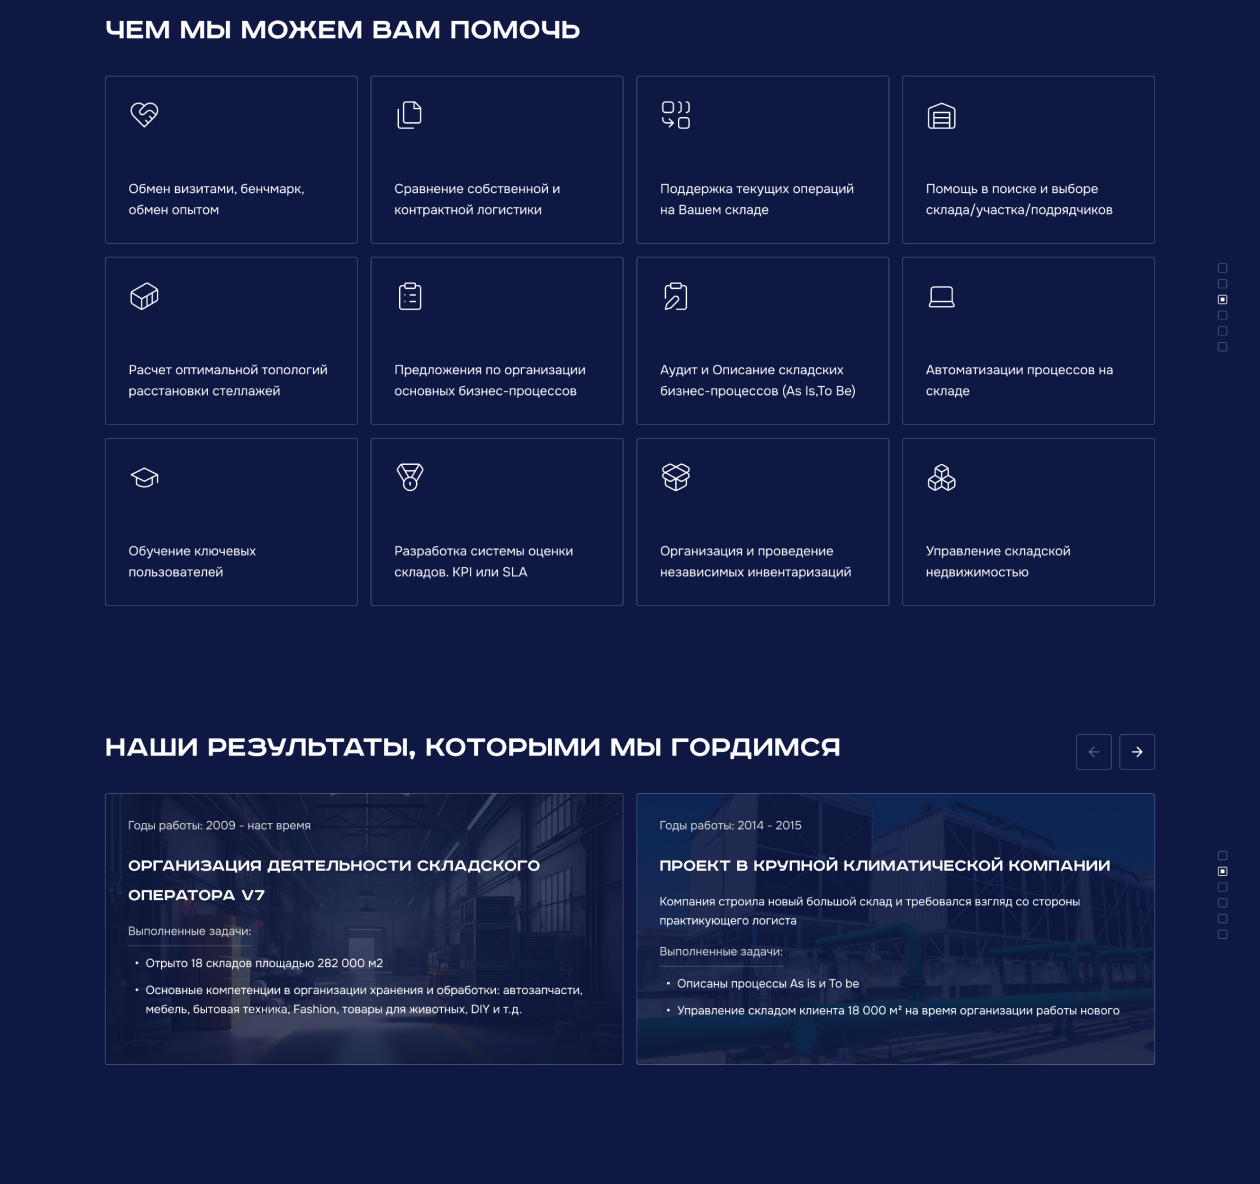 ЧЕМ МЫ МОЖЕМ ВАМ ПОМОЧЬ
Обмен визитами, бенчмарк,
обмен опытом
Сравнение собственной и
контрактной логистики
Поддержка текущих операций
на Вашем складе
Помощь в поиске и выборе
склада/участка/подрядчиков
Расчет оптимальной топологий
расстановки стеллажей
Предложения по организации
основных бизнес-процессов
Аудит и Описание складских
бизнес-процессов (As Is,To Be)
Автоматизации процессов на
складе
Обучение ключевых
пользователей
Разработка системы оценки
складов. KPI или SLA
Организация и проведение
независимых инвентаризаций
Управление складской
недвижимостью
НАШИ РЕЗУЛЬТАТЫ, КОТОРЫМИ МЫ ГОРДИМСЯ
Годы работы: 2009 - наст время
ОРГАНИЗАЦИЯ ДЕЯТЕЛЬНОСТИ СКЛАДСКОГО
ОПЕРАТОРА V7
Выполненные задачи:
• Отрыто 18 складов площадью 282 000 м2
• Основные компетенции в организации хранения и обработки: автозапчасти,
мебель, бытовая техника, Fashion, товары для животных, DIY и т.д.
Годы работы: 2014 - 2015
ПРОЕКТ В КРУПНОЙ КЛИМАТИЧЕСКОЙ КОМПАНИИ
Компания строила новый большой склад и требовался взгляд со стороны
практикующего логиста
Выполненные задачи:
• Описаны процессы As is и To be
• Управление складом клиента 18 000 м² на время организации работы нового